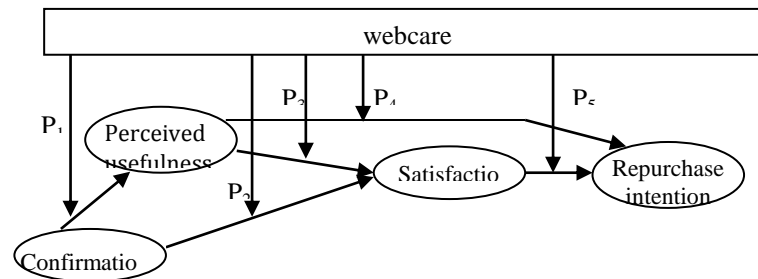 webcare
P₃
P₄
P₅
P₁
Perceived
usefulness
Satisfactio
Repurchase
intention
P₂
Confirmatio